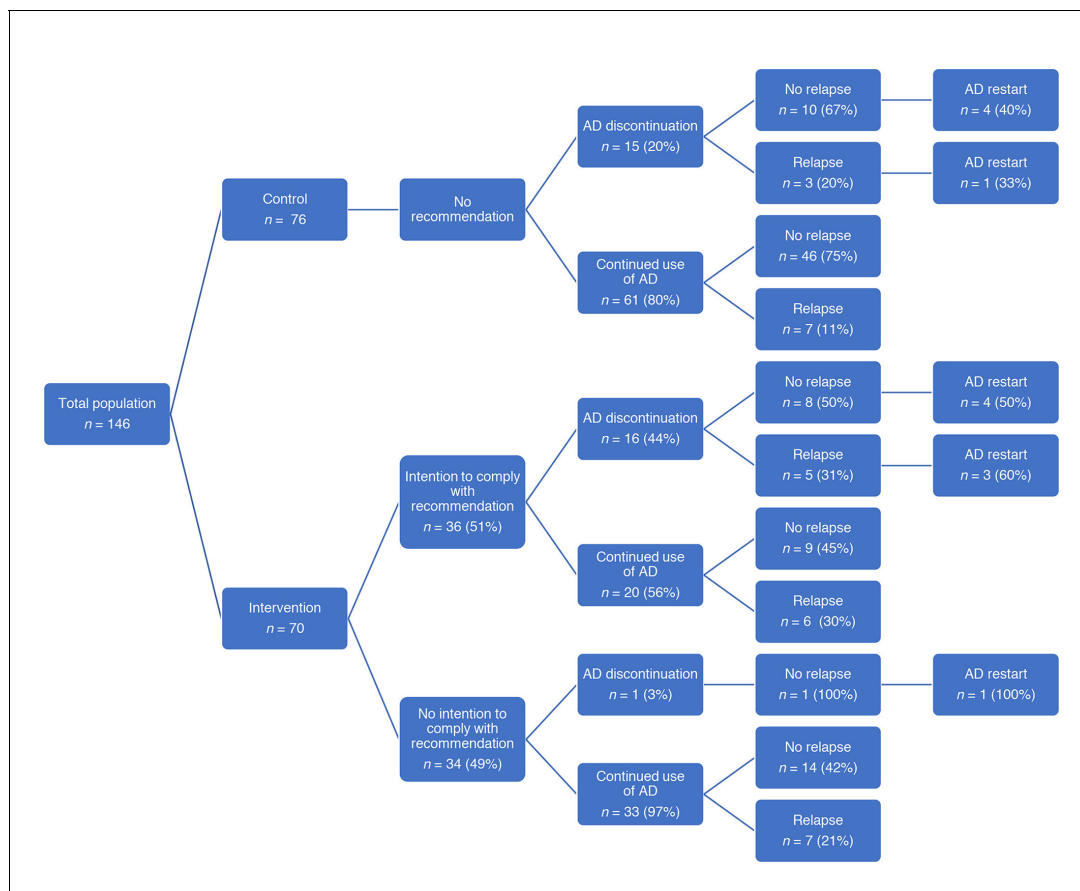 Total population
n = 146
Control
n = 76
No
recommendation
AD discontinuation
n = 15 (20%)
No relapse
n = 10 (67%)
AD restart
n = 4 (40%)
Relapse
n = 3 (20%)
AD restart
n = 1 (33%)
Continued use
of AD
n = 61 (80%)
No relapse
n = 46 (75%)
Relapse
n = 7 (11%)
Intervention
n = 70
Intention to comply
with
recommendation
n = 36 (51%)
AD discontinuation
n = 16 (44%)
No relapse
n = 8 (50%)
AD restart
n = 4 (50%)
Relapse
n = 5 (31%)
AD restart
n = 3 (60%)
Continued use
of AD
n = 20 (56%)
No relapse
n = 9 (45%)
Relapse
n = 6 (30%)
No intention to
comply with
recommendation
n = 34 (49%)
AD discontinuation
n = 1 (3%)
No relapse
n = 1 (100%)
AD restart
n = 1 (100%)
Continued use
of AD
n = 33 (97%)
No relapse
n = 14 (42%)
Relapse
n = 7 (21%)